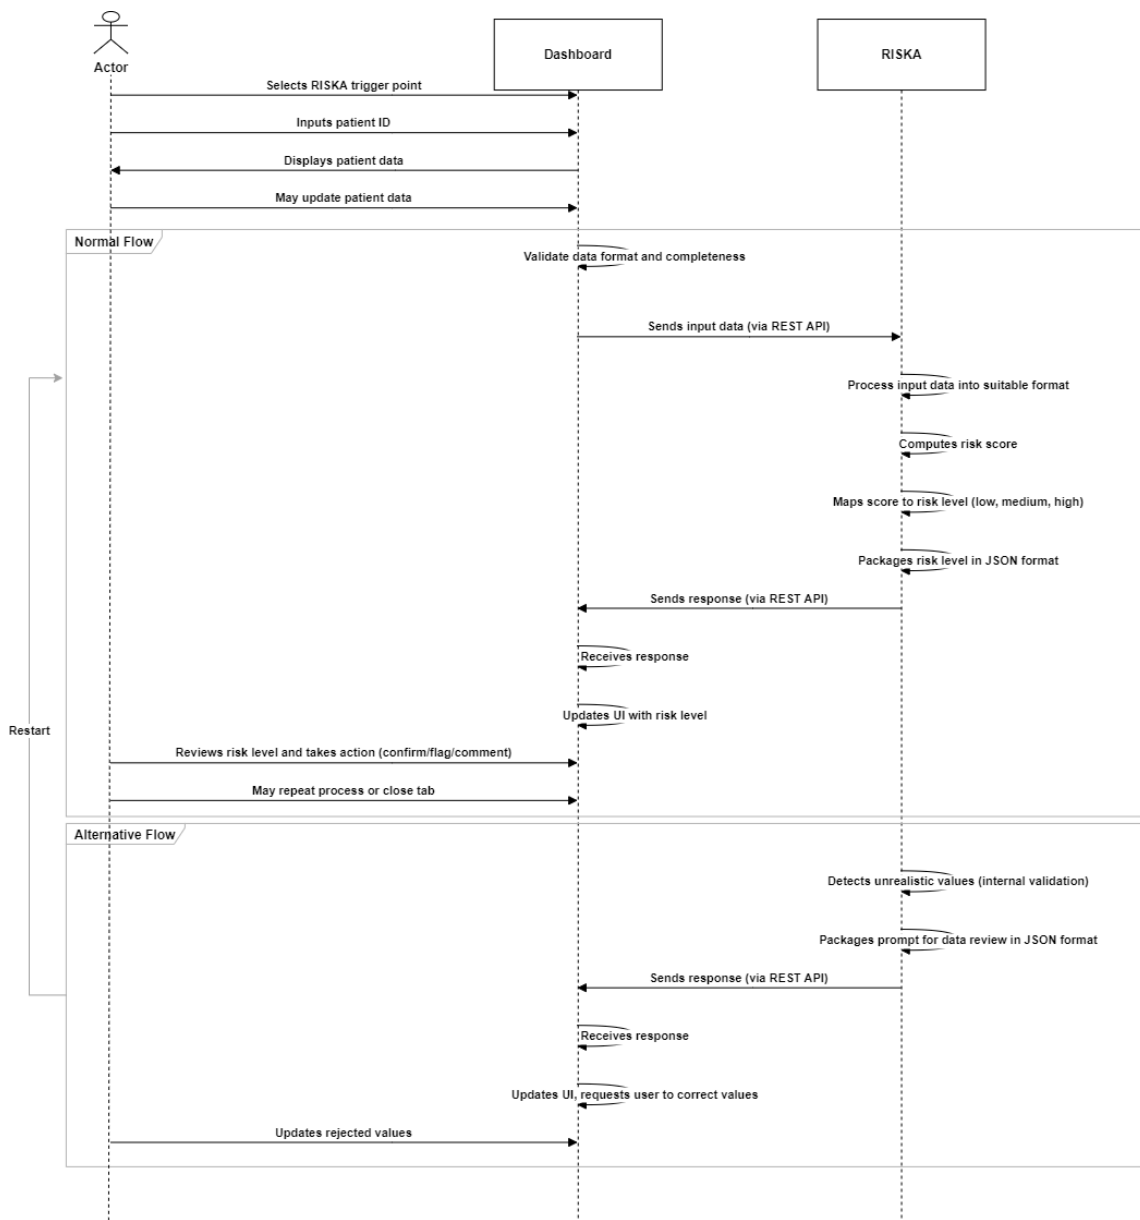 Actor
Dashboard
RISKA
Selects RISKA trigger point
Inputs patient ID
Displays patient data
May update patient data
Normal Flow
Validate data format and completeness
Sends input data (via REST API)
Process input data into suitable format
Computes risk score
Maps score to risk level (low, medium, high)
Packages risk level in JSON format
Sends response (via REST API)
Receives response
Updates UI with risk level
Restart
Reviews risk level and takes action (confirm/flag/comment)
May repeat process or close tab
Alternative Flow
Detects unrealistic values (internal validation)
Packages prompt for data review in JSON format
Sends response (via REST API)
Receives response
Updates UI, requests user to correct values
Updates rejected values